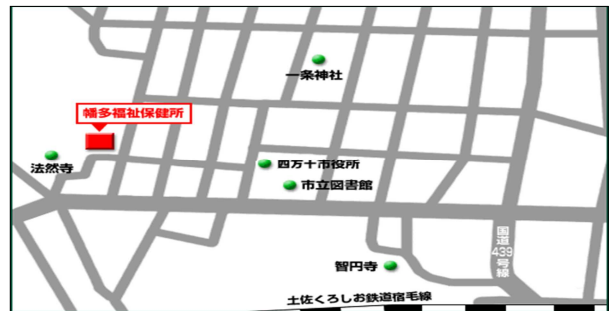 一条神社
幡多福祉保健所
法然寺
四万十市役所
市立図書館
国道439号線
智円寺
土佐くろしお鉄道宿毛線